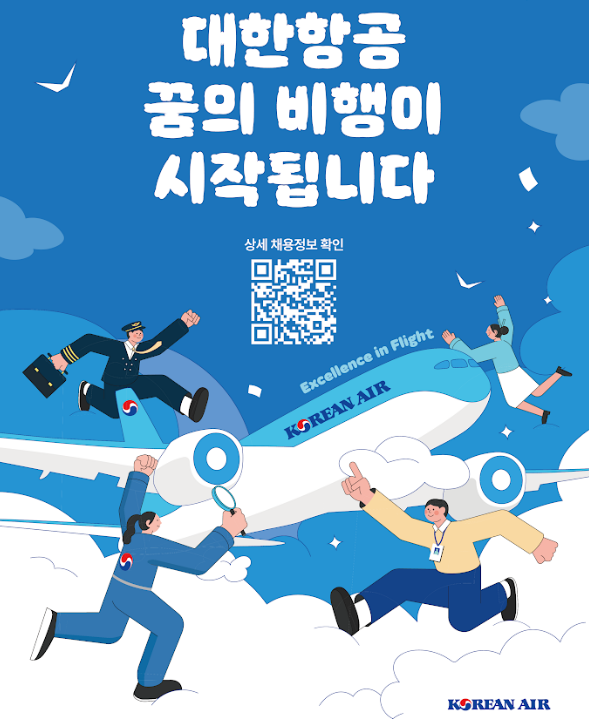 대한항공
꿈의 비행이
시작됩니다
상세 채용정보 확인
Excellence in Flight
KOREAN AIR
KOREAN AIR